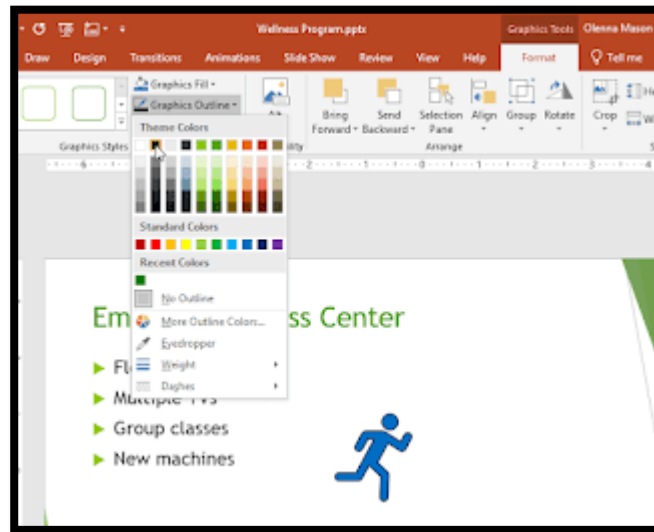 Wellness Program.pptx
Graphics Tools
Olenna Mason
Draw Design Transitions Animations Slide Show Review View Help Format Tell me
Graphics Fill
Graphics Outline
Bring Forward
Send Backward
Selection Pane
Align
Group
Rotate
Crop
Graphics Styles
Arrange
Theme Colors
Standard Colors
Recent Colors
No Outline
More Outline Colors...
Eyedropper
Weight
Dashes
Em ss Center
Multiple TVs
Group classes
New machines